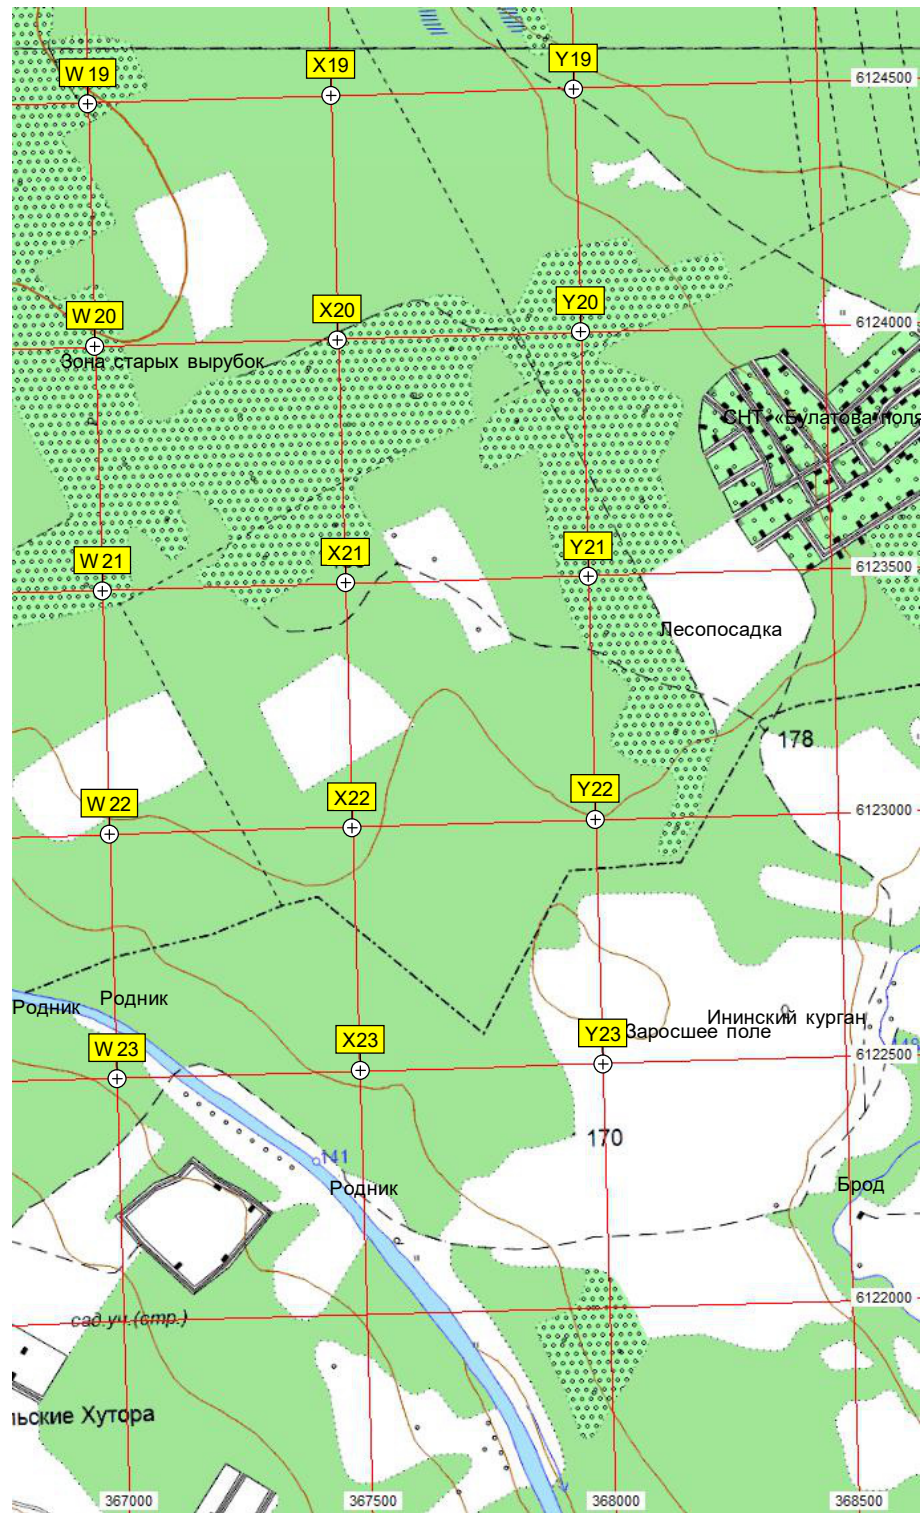 W 19
X19
Y19
6124500
W 20
X20
Y20
6124000
Зона старых вырубок
СНТ «Булатова поля
W 21
X21
Y21
6123500
Лесопосадка
178
W 22
X22
Y22
6123000
Родник
Родник
Ининский курган
Заросшее поле
W 23
X23
Y23
6122500
170
141
Родник
Брод
6122000
сад.уч.(стр.)
льские Хутора
367000
367500
368000
368500